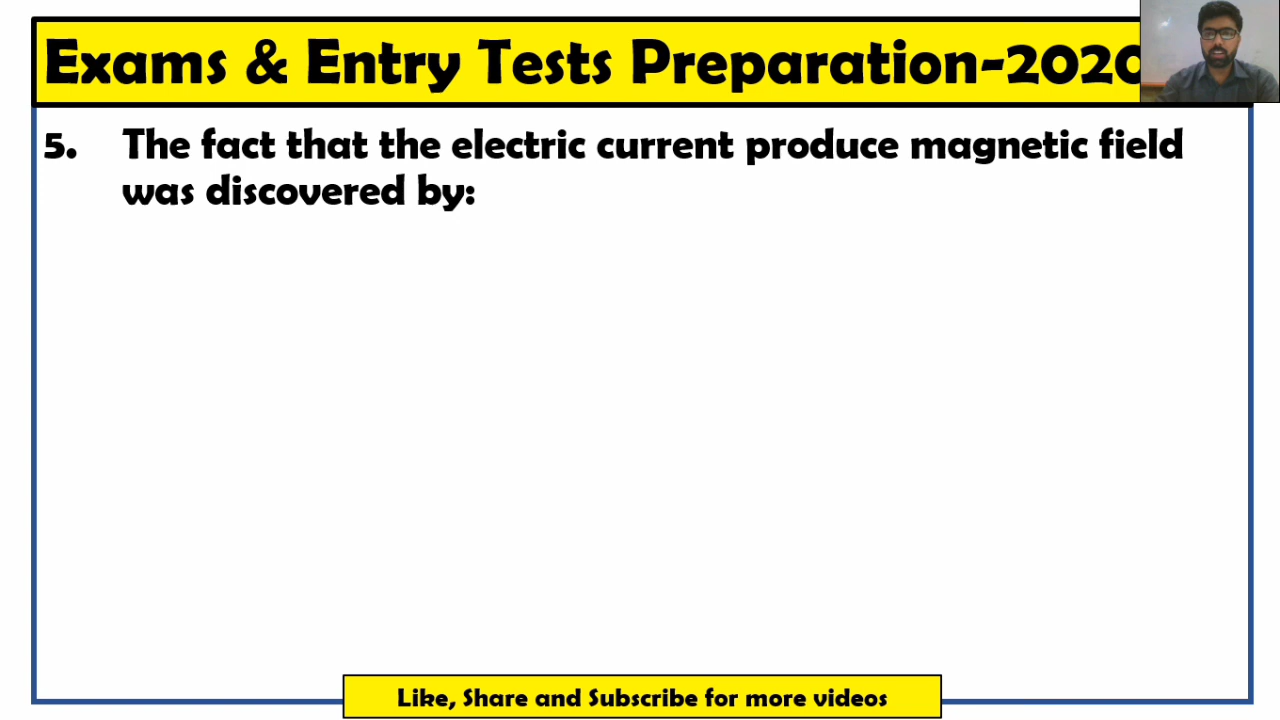 Exams & Entry Tests Preparation-2020
5. The fact that the electric current produce magnetic field
was discovered by:
Like, Share and Subscribe for more videos